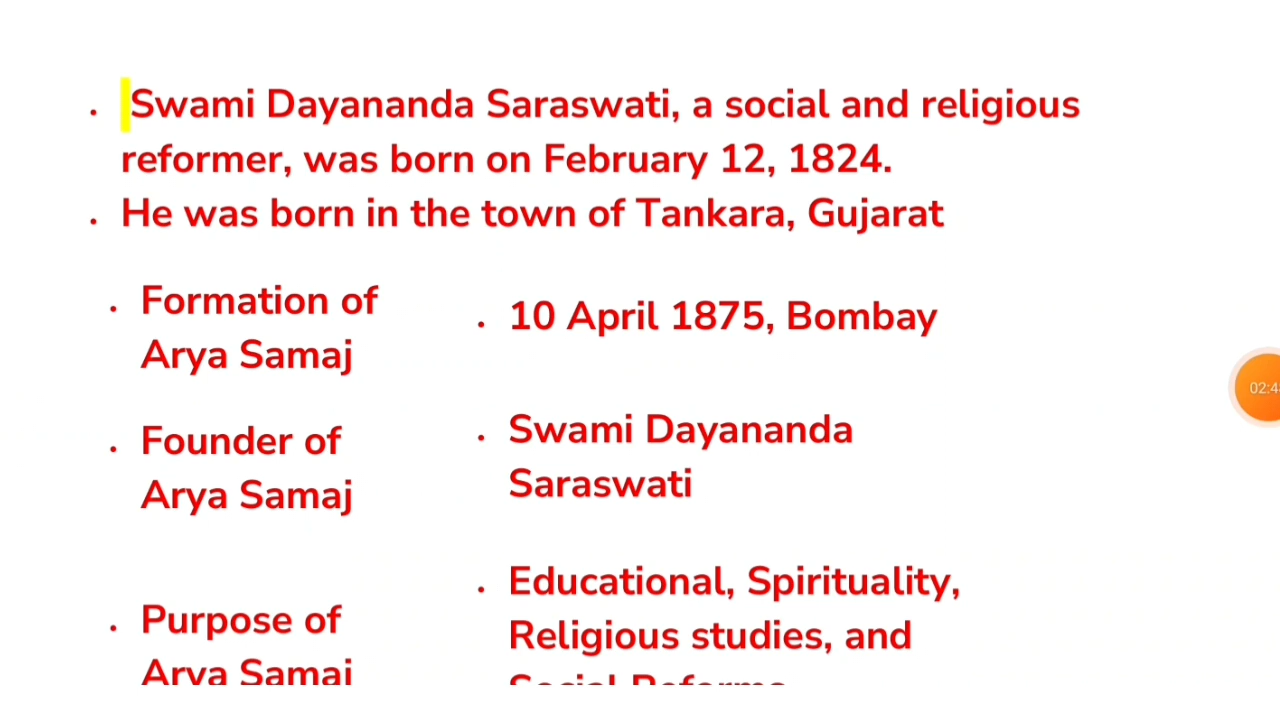 Swami Dayananda Saraswati, a social and religious
reformer, was born on February 12, 1824.
He was born in the town of Tankara, Gujarat
Formation of
Arya Samaj
10 April 1875, Bombay
Founder of
Arya Samaj
Swami Dayananda
Saraswati
Purpose of
Arya Samaj
Educational, Spirituality,
Religious studies, and
Social Reforms